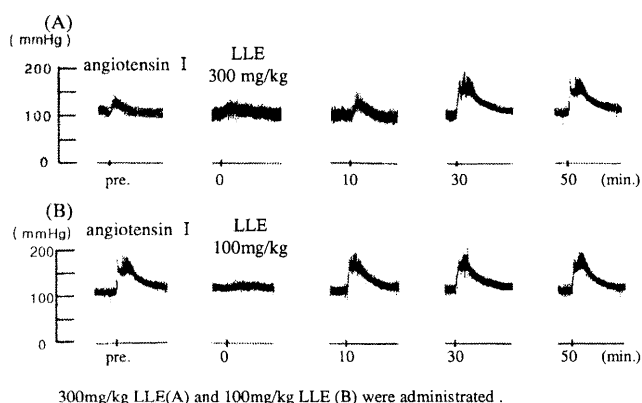 (A)
( mmHg)
angiotensin I
LLE
300 mg/kg
200
100
0
pre.
0
10
30
50
(min.)
(B)
( mmHg)
angiotensin I
LLE
100mg/kg
200
100
0
pre.
0
10
30
50
(min.)
300mg/kg LLE(A) and 100mg/kg LLE (B) were administrated .